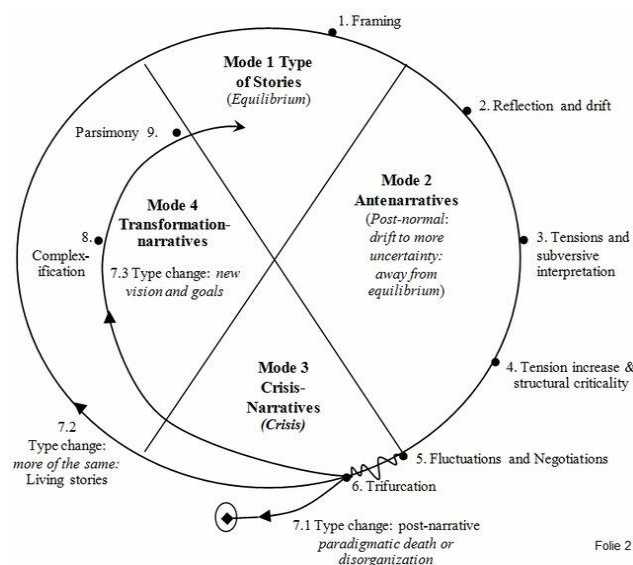 1. Framing
Mode 1 Type
of Stories
(Equilibrium)
2. Reflection and drift
Parsimony 9.
Mode 2
Antenarratives
(Post-normal:
drift to more
uncertainty:
away from
equilibrium)
Mode 4
Transformation-
narratives
7.3 Type change: new
vision and goals
8.
Complex-
ification
3. Tensions and
subversive
interpretation
Mode 3
Crisis-
Narratives
(Crisis)
4. Tension increase &
structural criticality
7.2
Type change:
more of the same:
Living stories
5. Fluctuations and Negotiations
6. Trifurcation
7.1 Type change: post-narrative
paradigmatic death or
disorganization
Folie 2